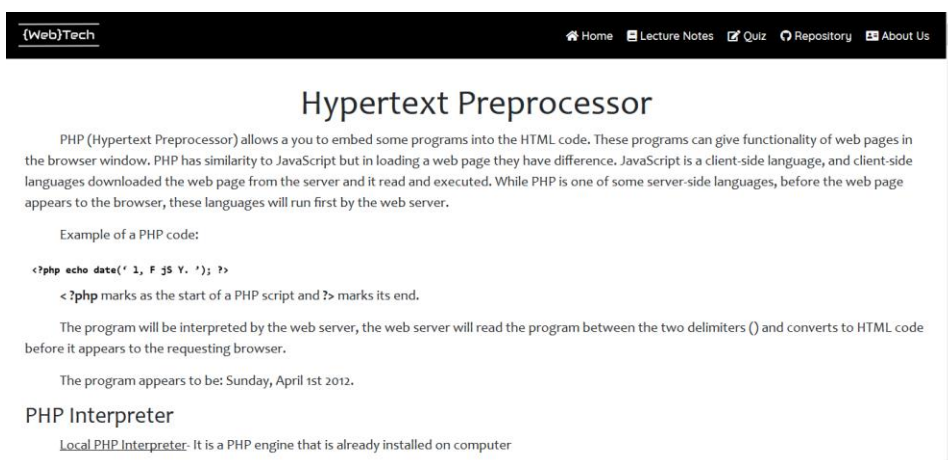 {Web}Tech
Home Lecture Notes Quiz Repository About Us
Hypertext Preprocessor
PHP (Hypertext Preprocessor) allows a you to embed some programs into the HTML code. These programs can give functionality of web pages in
the browser window. PHP has similarity to JavaScript but in loading a web page they have difference. JavaScript is a client-side language, and client-side
languages downloaded the web page from the server and it read and executed. While PHP is one of some server-side languages, before the web page
appears to the browser, these languages will run first by the web server.
Example of a PHP code:
<?php echo date(‘ l, F jS Y. ’); ?>
< ?php marks as the start of a PHP script and ?> marks its end.
The program will be interpreted by the web server, the web server will read the program between the two delimiters () and converts to HTML code
before it appears to the requesting browser.
The program appears to be: Sunday, April 1st 2012.
PHP Interpreter
Local PHP Interpreter- It is a PHP engine that is already installed on computer